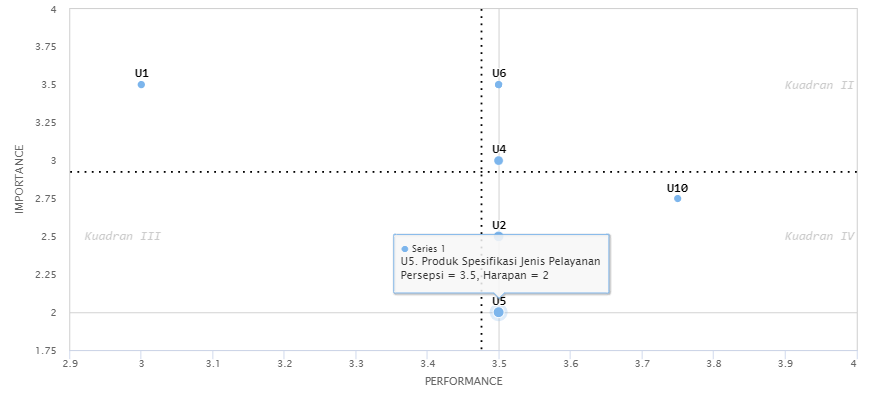 4
3.75
U1
U6
3.5
Kuadran II
3.25
U4
3
IMPORTANCE
U10
2.75
U2
Kuadran III
2.5
Kuadran IV
Series 1
U5. Produk Spesifikasi Jenis Pelayanan
Persepsi = 3.5, Harapan = 2
2.25
U5
2
1.75
2.9 3 3.1 3.2 3.3 3.4 3.5 3.6 3.7 3.8 3.9 4
PERFORMANCE